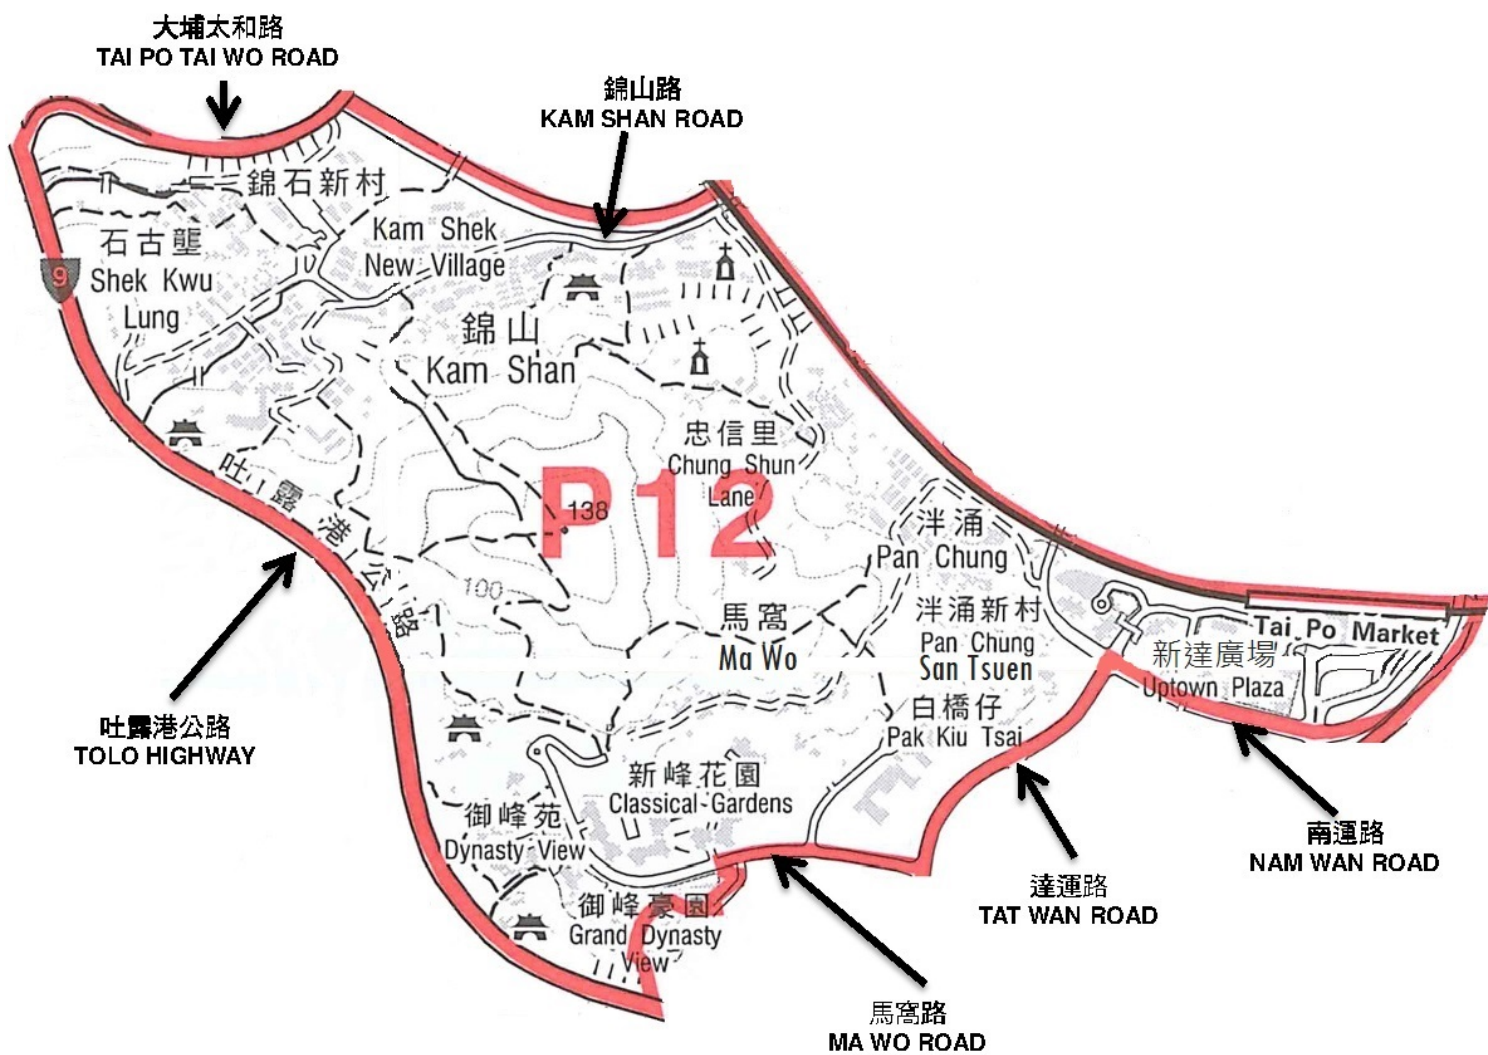 大埔太和路
TAI PO TAI WO ROAD
錦山路
KAM SHAN ROAD
錦石新村
Kam Shek
New Village
石古壟
Shek Kwu
Lung
9
錦山
Kam Shan
忠信里
Chung Shun
Lane
P12
138
100
吐露港公路
吐露港公路
TOLO HIGHWAY
泮涌
Pan Chung
泮涌新村
Pan Chung
San Tsuen
馬窩
Ma Wo
白橋仔
Pak Kiu Tsai
Tai Po Market
新達廣場
Uptown Plaza
新峰花園
Classical Gardens
御峰苑
Dynasty View
御峰豪園
Grand Dynasty
View
南運路
NAM WAN ROAD
達運路
TAT WAN ROAD
馬窩路
MA WO ROAD